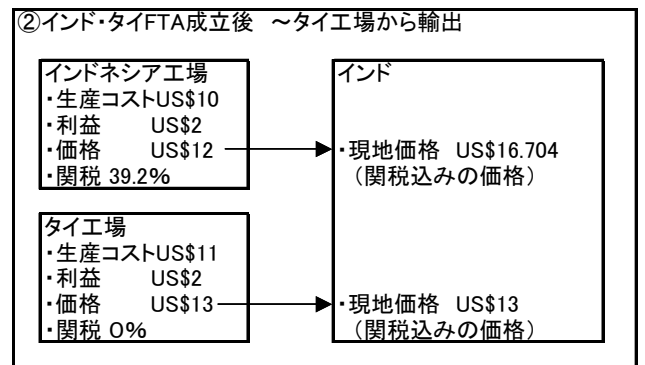 ②インド・タイFTA成立後 ～タイ工場から輸出
インドネシア工場
・生産コストUS$10
・利益 US$2
・価格 US$12
・関税 39.2%
インド
・現地価格 US$16.704
（関税込みの価格）
タイ工場
・生産コストUS$11
・利益 US$2
・価格 US$13
・関税 0%
・現地価格 US$13
（関税込みの価格）